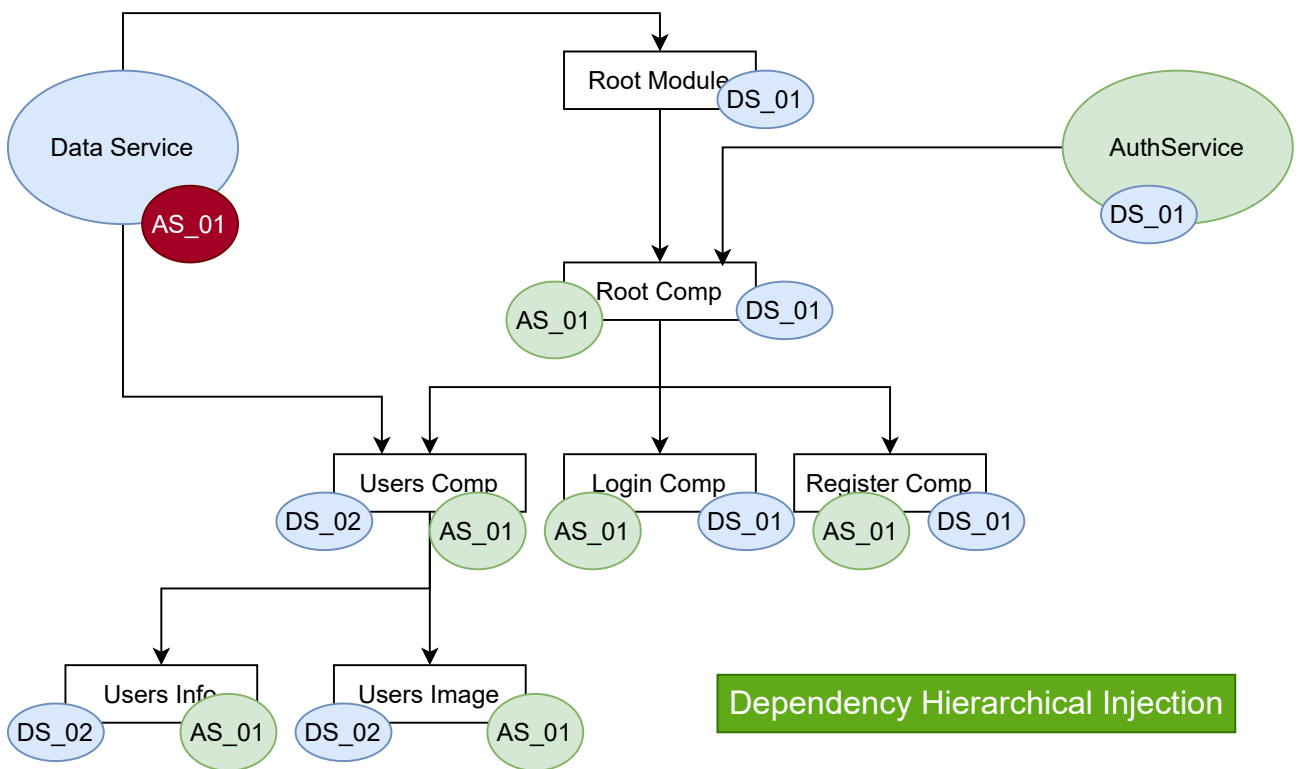 Root Module
DS_01
Data Service
AuthService
AS_01
DS_01
Root Comp
AS_01
DS_01
Users Comp
Login Comp
Register Comp
DS_02
AS_01
AS_01
DS_01
AS_01
DS_01
Users Info
Users Image
DS_02
AS_01
DS_02
AS_01
Dependency Hierarchical Injection